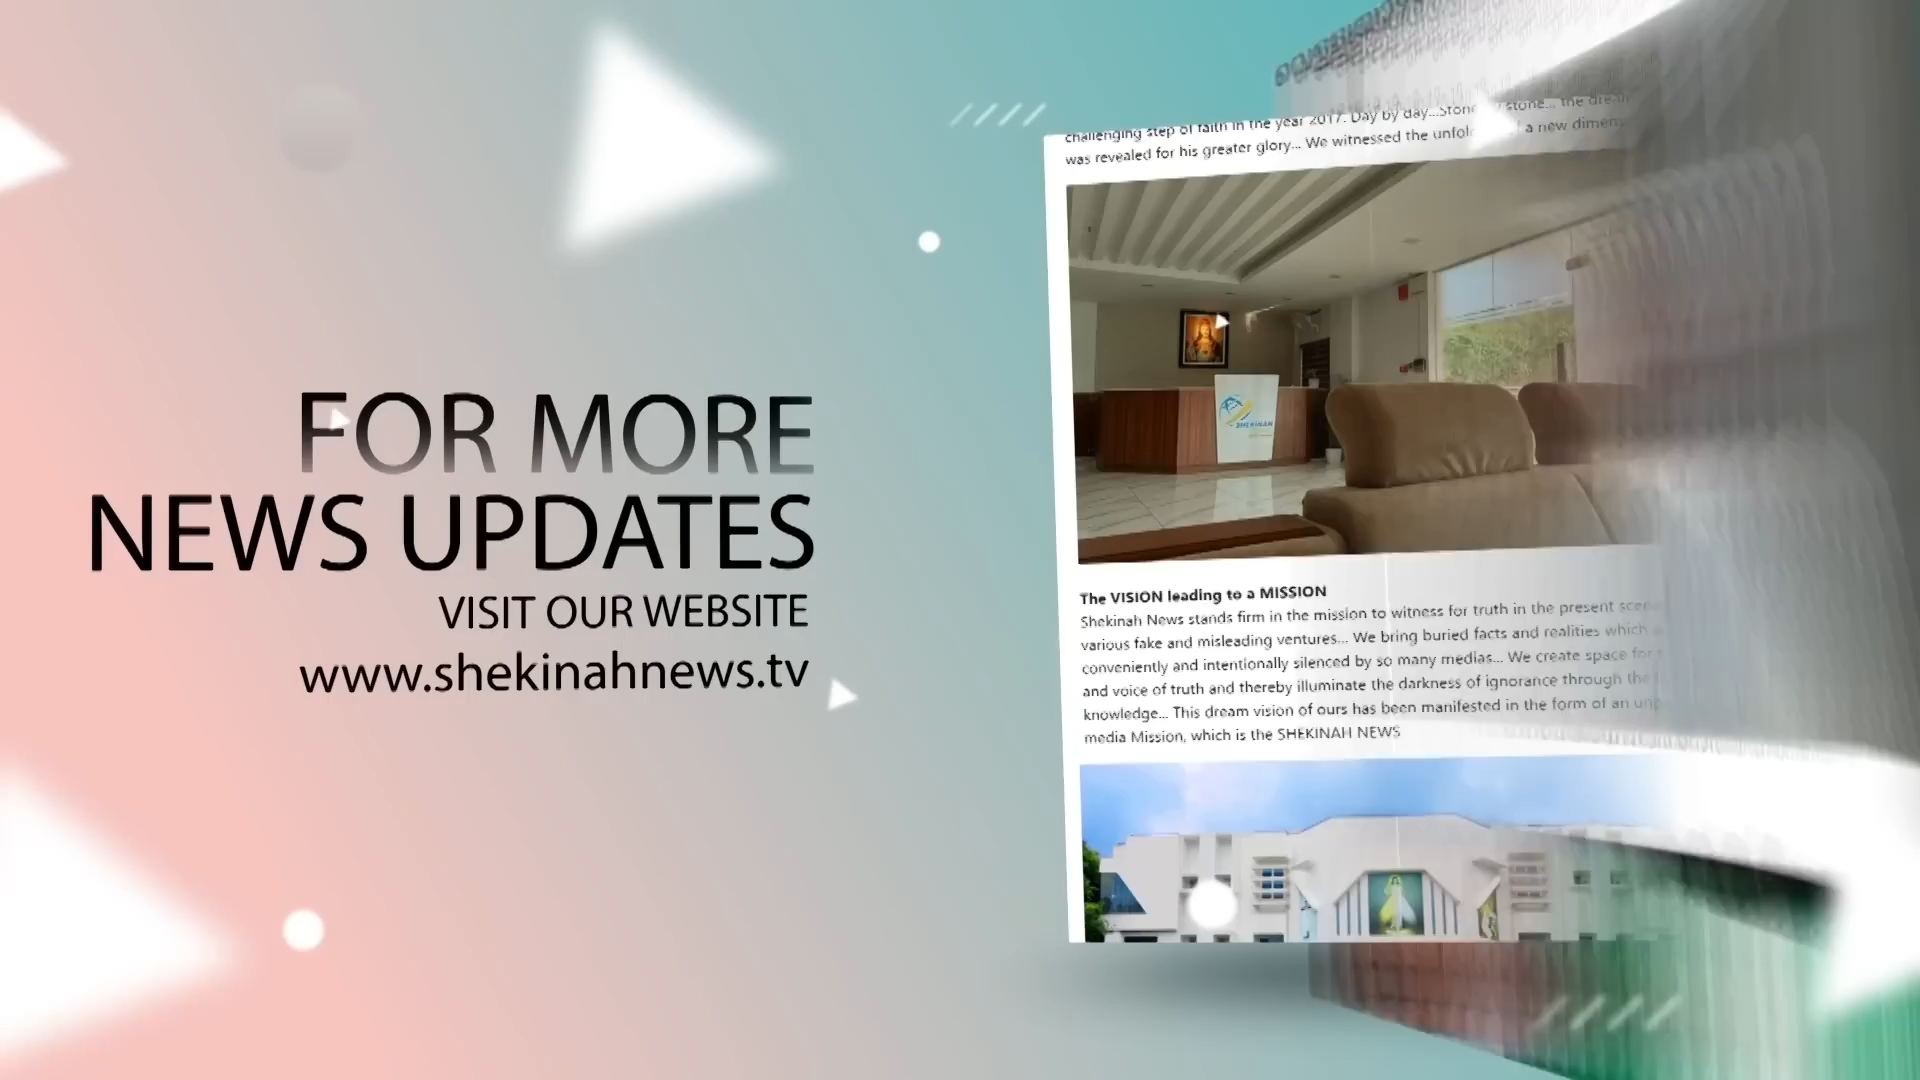 FOR MORE
NEWS UPDATES
VISIT OUR WEBSITE
www.shekinahnews.tv
challenging step of faith in the year 2017. Day by day...Stone stone... the
was revealed for his greater glory... We witnessed the a new
SHEKINAH
The VISION leading to a MISSION
Shekinah News stands firm in the mission to witness for truth in the present
various fake and misleading ventures... We bring buried facts and realities which
conveniently and intentionally silenced by so many medias... We create space for
and voice of truth and thereby illuminate the darkness of ignorance through the
knowledge... This dream vision of ours has been manifested in the form of an
media Mission, which is the SHEKINAH NEWS